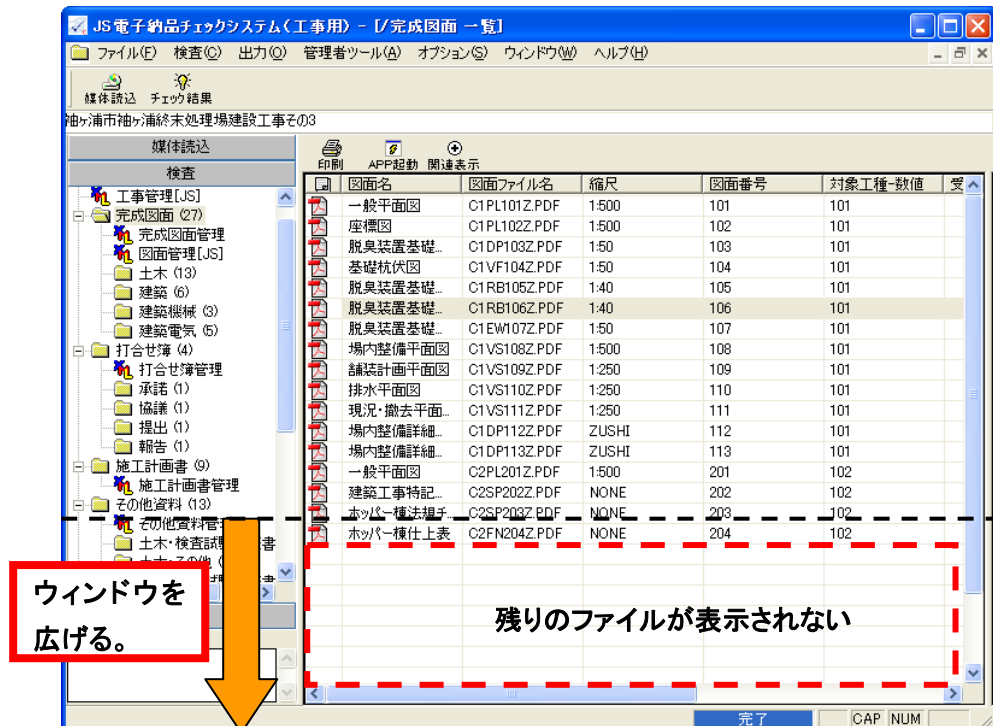 JS電子納品チェックシステム(工事用) - [/完成図面 一覧]
ファイル(F) 検査(C) 出力(O) 管理者ツール(A) オプション(S) ウィンドウ(W) ヘルプ(H)
媒体読込 チェック結果
袖ヶ浦市袖ヶ浦終末処理場建設工事その3
媒体読込
検査
工事管理[JS]
完成図面 (27)
完成図面管理
図面管理[JS]
土木 (13)
建築 (6)
建築機械 (3)
建築電気 (5)
打合せ簿 (4)
打合せ簿管理
承諾 (1)
協議 (1)
提出 (1)
報告 (1)
施工計画書 (9)
施工計画書管理
その他資料 (13)
その他資料管
土木・検査試
書
印刷 APP起動 関連表示
図面名 図面ファイル名 縮尺 図面番号 対象工種-数値 受
一般平面図 C1PL101Z.PDF 1:500 101 101
座標図 C1PL102Z.PDF 1:500 102 101
脱臭装置基礎... C1DP103Z.PDF 1:50 103 101
基礎杭伏図 C1VF104Z.PDF 1:50 104 101
脱臭装置基礎... C1RB105Z.PDF 1:40 105 101
脱臭装置基礎... C1RB106Z.PDF 1:40 106 101
脱臭装置基礎... C1EW107Z.PDF 1:50 107 101
場内整備平面図 C1VS108Z.PDF 1:500 108 101
舗装計画平面図 C1VS109Z.PDF 1:250 109 101
排水平面図 C1VS110Z.PDF 1:250 110 101
現況・撤去平面... C1VS111Z.PDF 1:250 111 101
場内整備詳細... C1DP112Z.PDF ZUSHI 112 101
場内整備詳細... C1DP113Z.PDF ZUSHI 113 101
一般平面図 C2PL201Z.PDF 1:500 201 102
建築工事特記... C2SP202Z.PDF NONE 202 102
ホッパー棟法規チ... C2SP203Z.PDF NONE 203 102
ホッパー棟仕上表 C2FN204Z.PDF NONE 204 102
ウィンドウを
広げる。
残りのファイルが表示されない
完了 CAP NUM